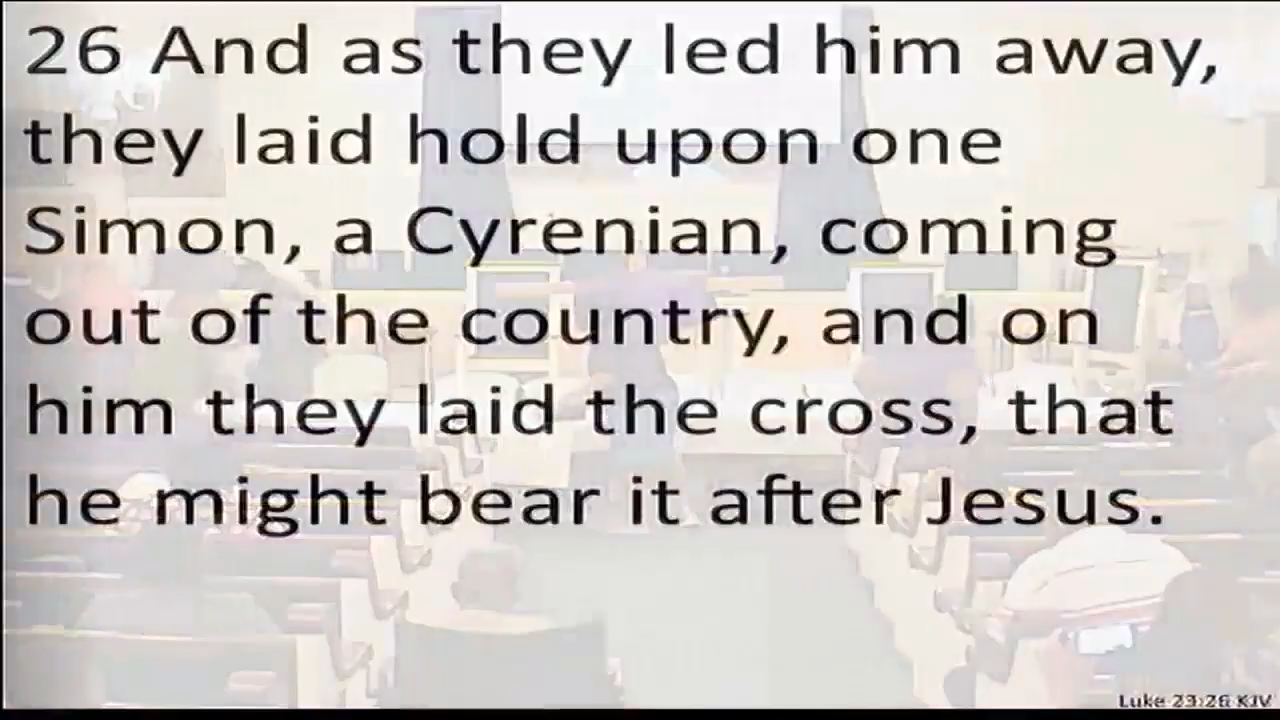 26 And as they led him away,
they laid hold upon one
Simon, a Cyrenian, coming
out of the country, and on
him they laid the cross, that
he might bear it after Jesus.
Luke 23:26 KJV